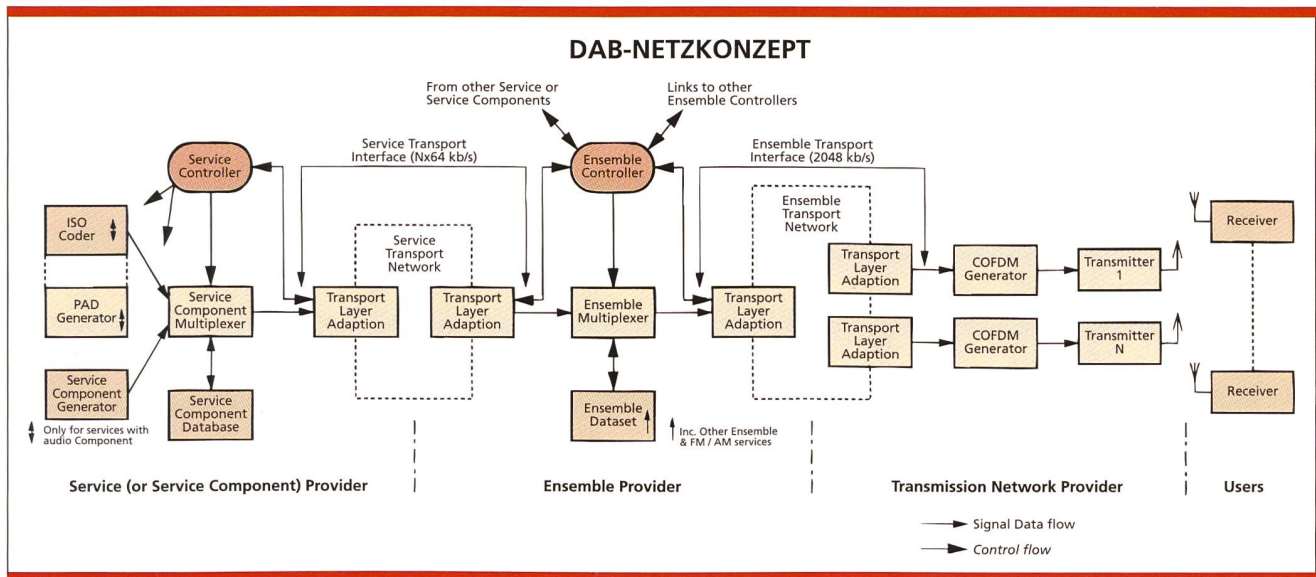 DAB-NETZKONZEPT
From other Service or
Service Components
Links to other
Ensemble Controllers
Service Transport
Interface (Nx64 kb/s)
Ensemble Transport
Interface (2048 kb/s)
Service
Controller
Ensemble
Controller
ISO
Coder
PAD
Generator
Service
Component
Generator
Service
Component
Multiplexer
Service
Component
Database
Service
Transport
Network
Transport
Layer
Adaption
Transport
Layer
Adaption
Ensemble
Multiplexer
Ensemble
Dataset
Transport
Layer
Adaption
Ensemble
Transport
Network
Transport
Layer
Adaption
COFDM
Generator
Transmitter
1
Transport
Layer
Adaption
COFDM
Generator
Transmitter
N
Receiver
Receiver
Only for services with
audio Component
Inc. Other Ensemble
& FM / AM services
Service (or Service Component) Provider
Ensemble Provider
Transmission Network Provider
Users
Signal Data flow
Control flow